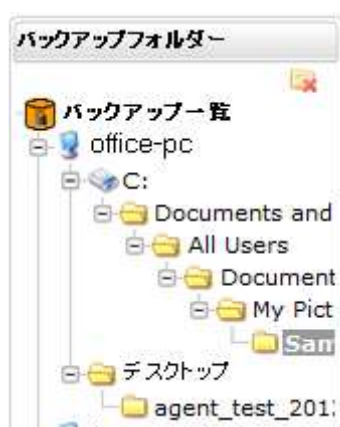 バックアップフォルダー
バックアップ一覧
office-pc
C:
Documents and
All Users
Document
My Pict
Sam
デスクトップ
agent_test_201